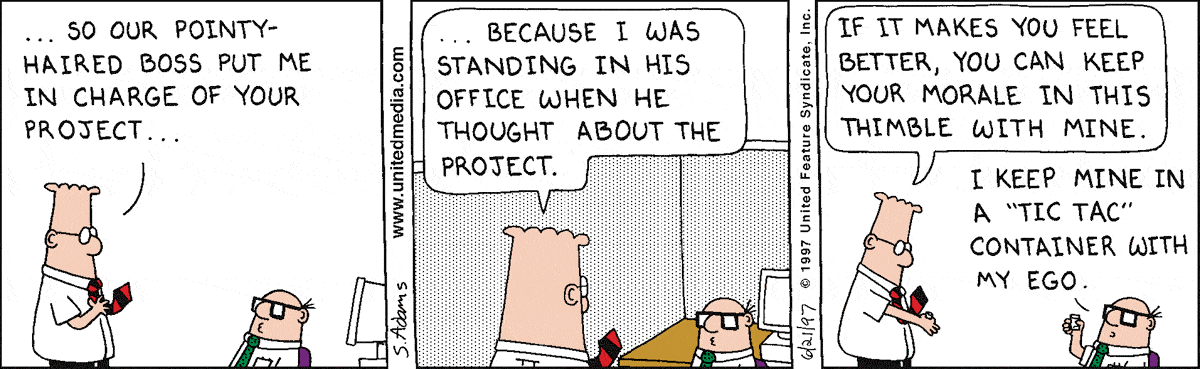 ... SO OUR POINTY-
HAIRED BOSS PUT ME
IN CHARGE OF YOUR
PROJECT...
S. Adams
www.unitedmedia.com
... BECAUSE I WAS
STANDING IN HIS
OFFICE WHEN HE
THOUGHT ABOUT THE
PROJECT.
6/21/97
© 1997 United Feature Syndicate, Inc.
IF IT MAKES YOU FEEL
BETTER, YOU CAN KEEP
YOUR MORALE IN THIS
THIMBLE WITH MINE.
I KEEP MINE IN
A "TIC TAC"
CONTAINER WITH
MY EGO.